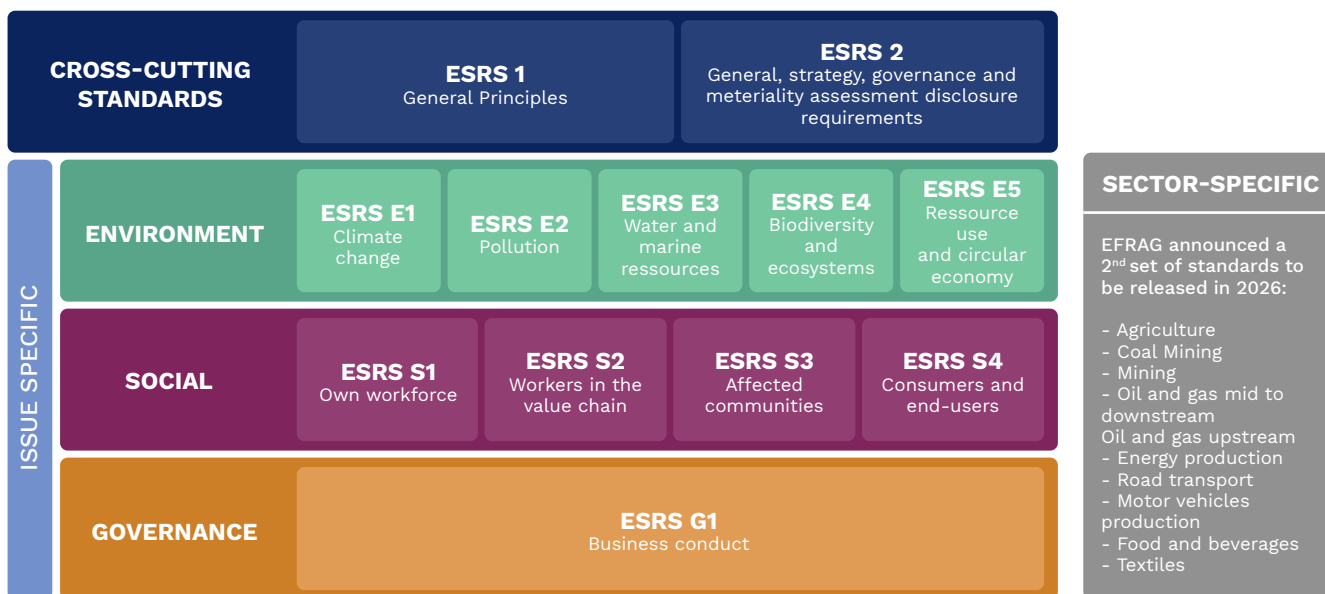 CROSS-CUTTING
STANDARDS
ESRS 1
General Principles
ESRS 2
General, strategy, governance and
meteriality assessment disclosure
requirements
ISSUE SPECIFIC
ENVIRONMENT
ESRS E1
Climate
change
ESRS E2
Pollution
ESRS E3
Water and
marine
ressources
ESRS E4
Biodiversity
and
ecosystems
ESRS E5
Ressource
use
and circular
economy
SOCIAL
ESRS S1
Own workforce
ESRS S2
Workers in the
value chain
ESRS S3
Affected
communities
ESRS S4
Consumers and
end-users
GOVERNANCE
ESRS G1
Business conduct
SECTOR-SPECIFIC
EFRAG announced a
2nd set of standards to
be released in 2026:
- Agriculture
- Coal Mining
- Mining
- Oil and gas mid to
downstream
Oil and gas upstream
- Energy production
- Road transport
- Motor vehicles
production
- Food and beverages
- Textiles